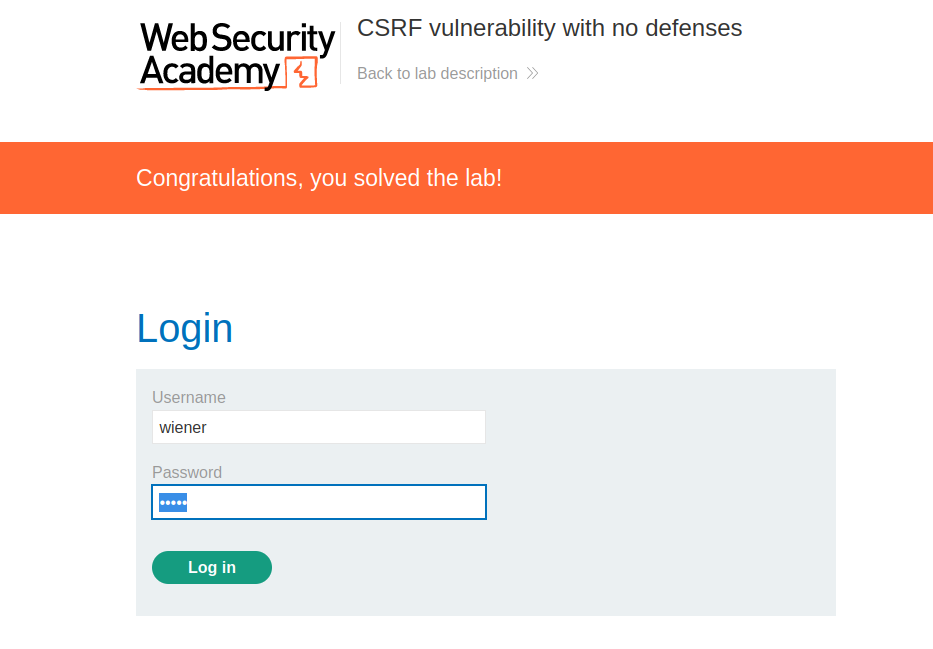 Web Security
Academy
CSRF vulnerability with no defenses
Back to lab description
Congratulations, you solved the lab!
Login
Username
wiener
Password
•••••
Log in